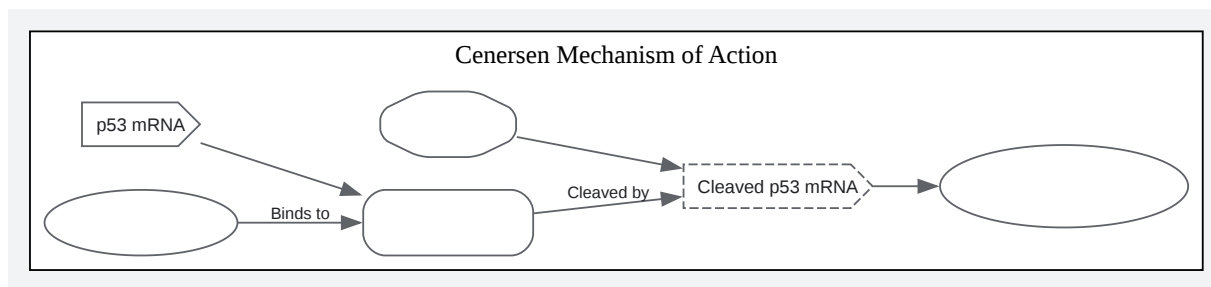 Cenersen Mechanism of Action
p53 mRNA
Cleaved by
Cleaved p53 mRNA
Binds to